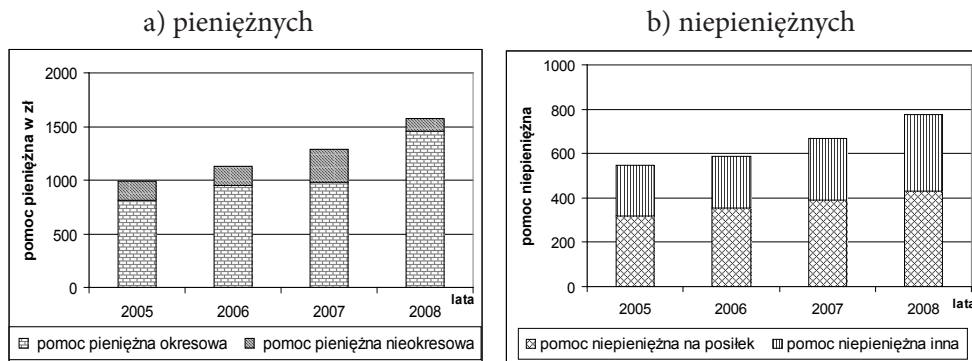 a) pieniężnych
pomoc pieniężna w zł
2000
1500
1000
500
0
2005 2006 2007 2008
lata
pomoc pieniężna okresowa pomoc pieniężna nieokresowa
b) niepieniężnych
pomoc niepieniężna
1000
800
600
400
200
0
2005 2006 2007 2008
lata
pomoc niepieniężna na posiłek pomoc niepieniężna inna